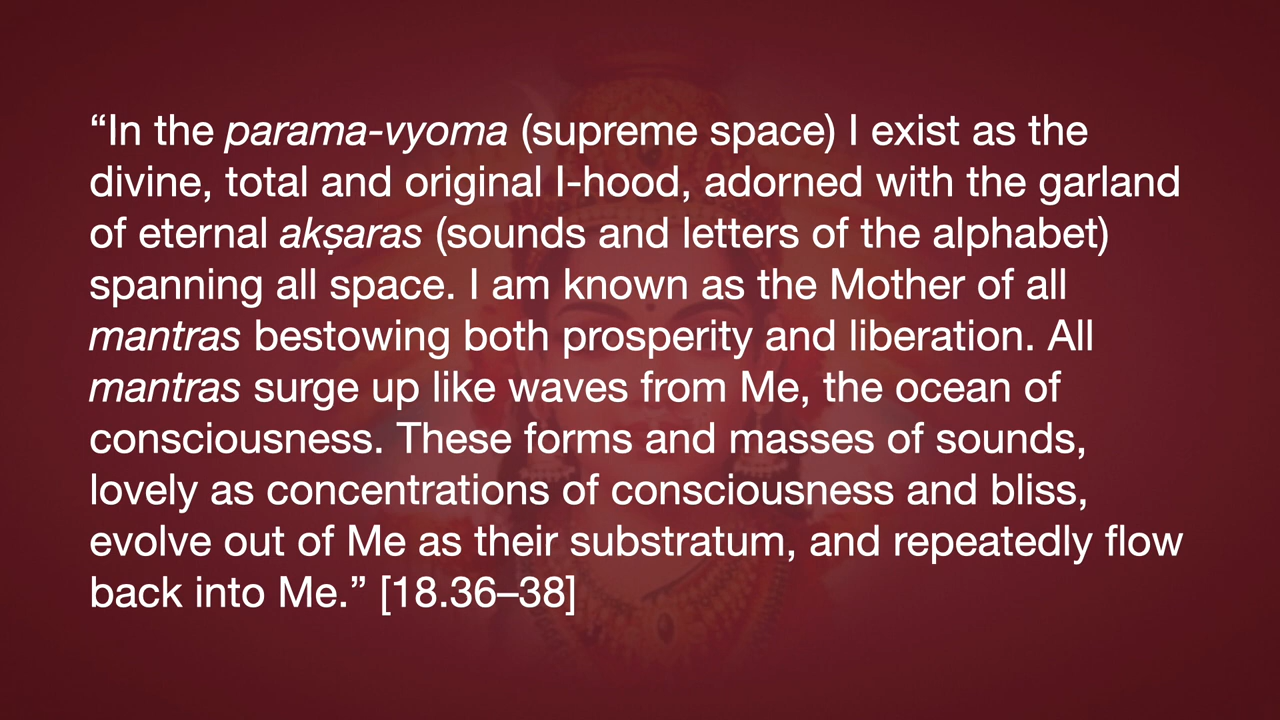 “In the parama-vyoma (supreme space) I exist as the
divine, total and original I-hood, adorned with the garland
of eternal akṣaras (sounds and letters of the alphabet)
spanning all space. I am known as the Mother of all
mantras bestowing both prosperity and liberation. All
mantras surge up like waves from Me, the ocean of
consciousness. These forms and masses of sounds,
lovely as concentrations of consciousness and bliss,
evolve out of Me as their substratum, and repeatedly flow
back into Me.” [18.36–38]